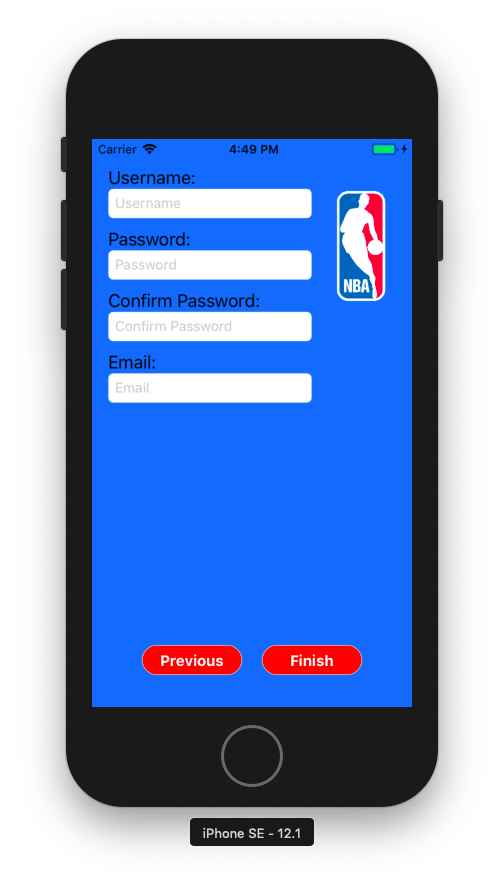 Carrier 4:49 PM
Username:
Username
Password:
Password
Confirm Password:
Confirm Password
Email:
Email
NBA
Previous Finish
iPhone SE - 12.1